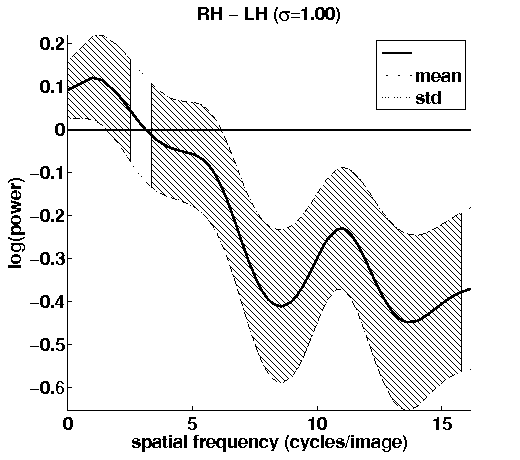 RH − LH (σ=1.00)
0.2
0.1
0
−0.1
−0.2
−0.3
−0.4
−0.5
−0.6
log(power)
mean
std
0 5 10 15
spatial frequency (cycles/image)